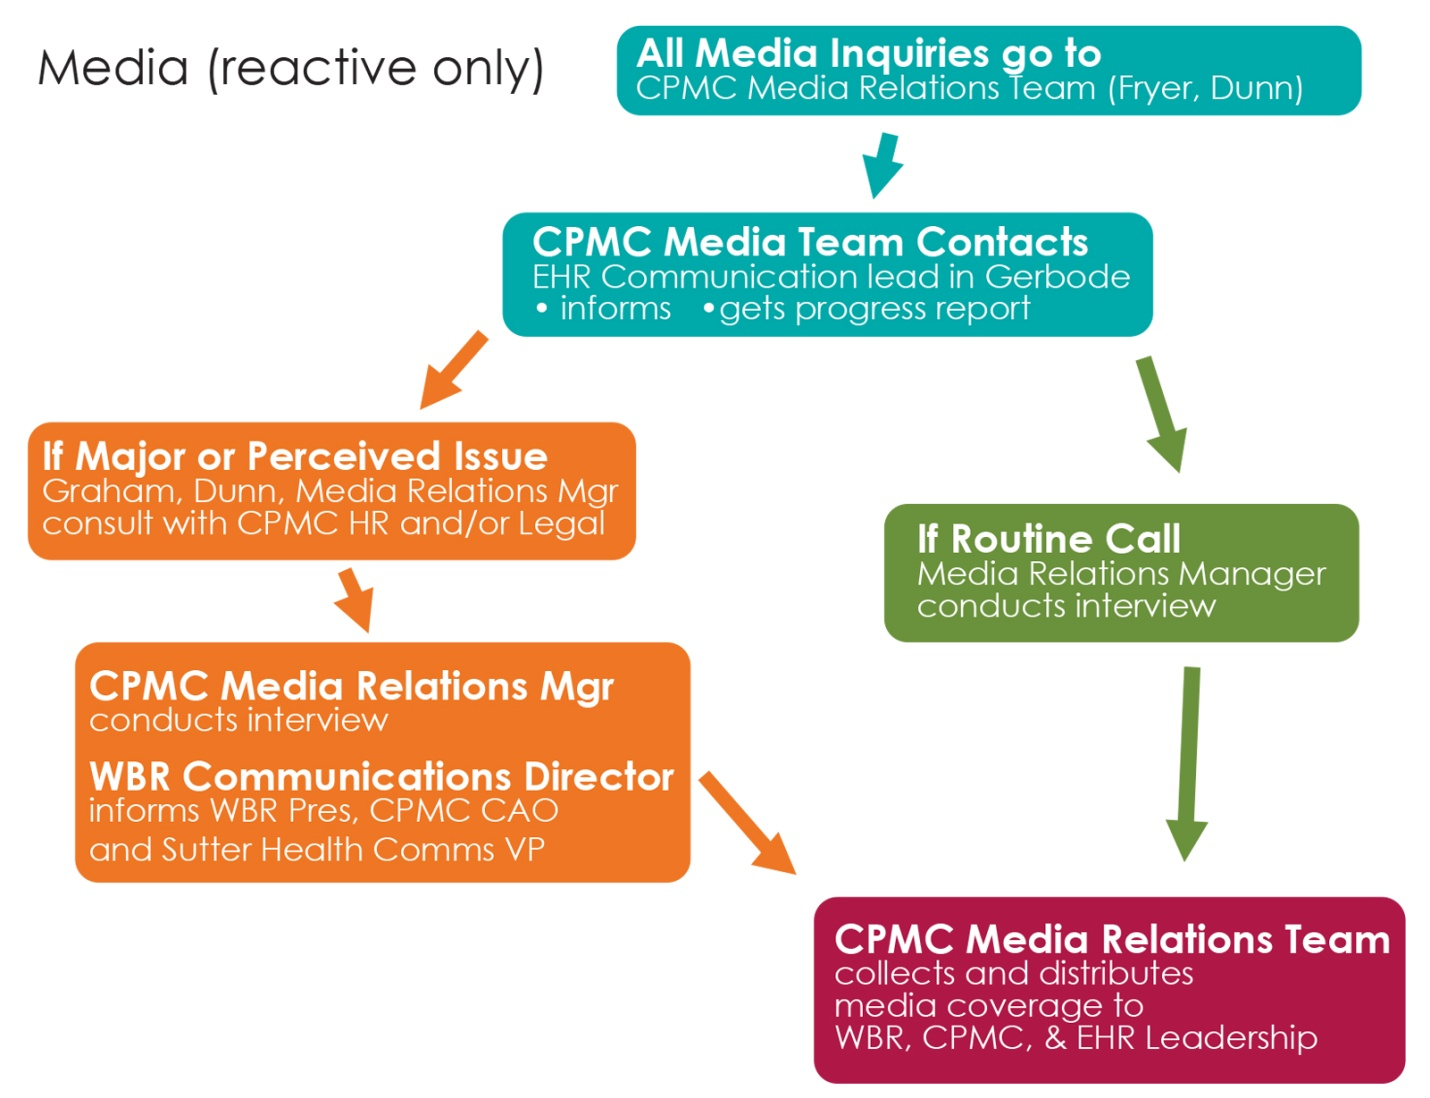 Media (reactive only)
All Media Inquiries go to
CPMC Media Relations Team (Fryer, Dunn)
CPMC Media Team Contacts
EHR Communication lead in Gerbode
• informs •gets progress report
If Major or Perceived Issue
Graham, Dunn, Media Relations Mgr
consult with CPMC HR and/or Legal
If Routine Call
Media Relations Manager
conducts interview
CPMC Media Relations Mgr
conducts interview
WBR Communications Director
informs WBR Pres, CPMC CAO
and Sutter Health Comms VP
CPMC Media Relations Team
collects and distributes
media coverage to
WBR, CPMC, & EHR Leadership